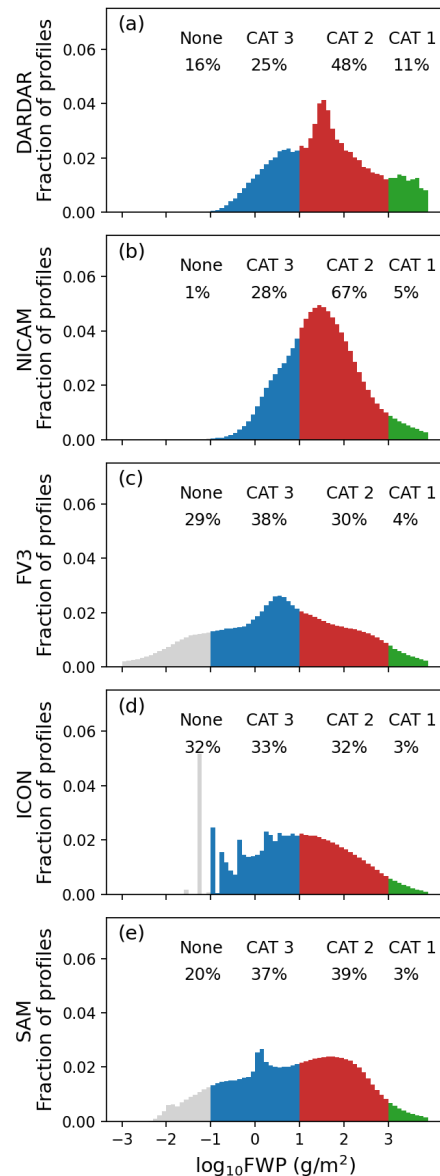 (a)
None CAT 3 CAT 2 CAT 1
16% 25% 48% 11%
DARDAR
Fraction of profiles
0.06
0.04
0.02
0.00
(b)
None CAT 3 CAT 2 CAT 1
1% 28% 67% 5%
NICAM
Fraction of profiles
0.06
0.04
0.02
0.00
(c)
None CAT 3 CAT 2 CAT 1
29% 38% 30% 4%
FV3
Fraction of profiles
0.06
0.04
0.02
0.00
(d)
None CAT 3 CAT 2 CAT 1
32% 33% 32% 3%
ICON
Fraction of profiles
0.06
0.04
0.02
0.00
(e)
None CAT 3 CAT 2 CAT 1
20% 37% 39% 3%
SAM
Fraction of profiles
0.06
0.04
0.02
0.00
−3 −2 −1 0 1 2 3
log₁₀FWP (g/m²)